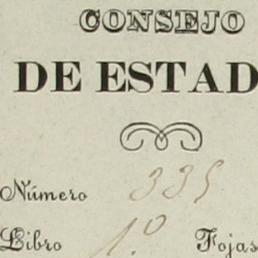 CONSEJO
DE ESTAD
Número 335
Libro 1.º Fojas